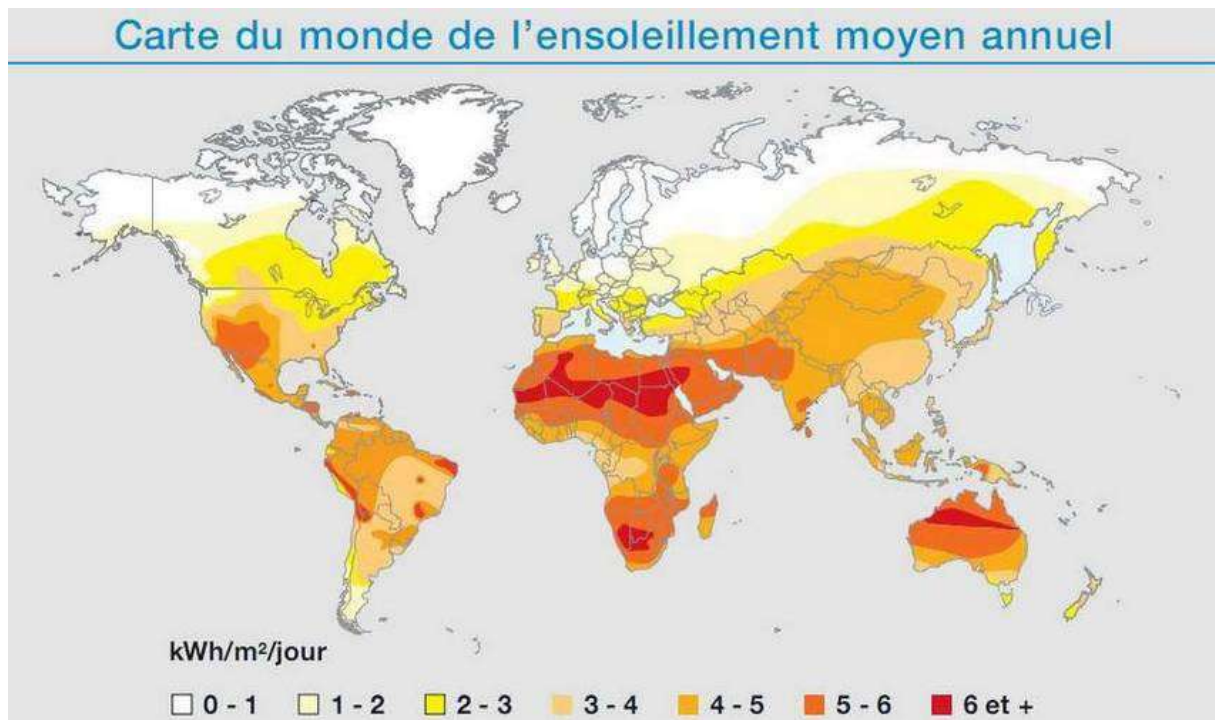 Carte du monde de l'ensoleillement moyen annuel
kWh/m²/jour
0 - 1 1 - 2 2 - 3 3 - 4 4 - 5 5 - 6 6 et +